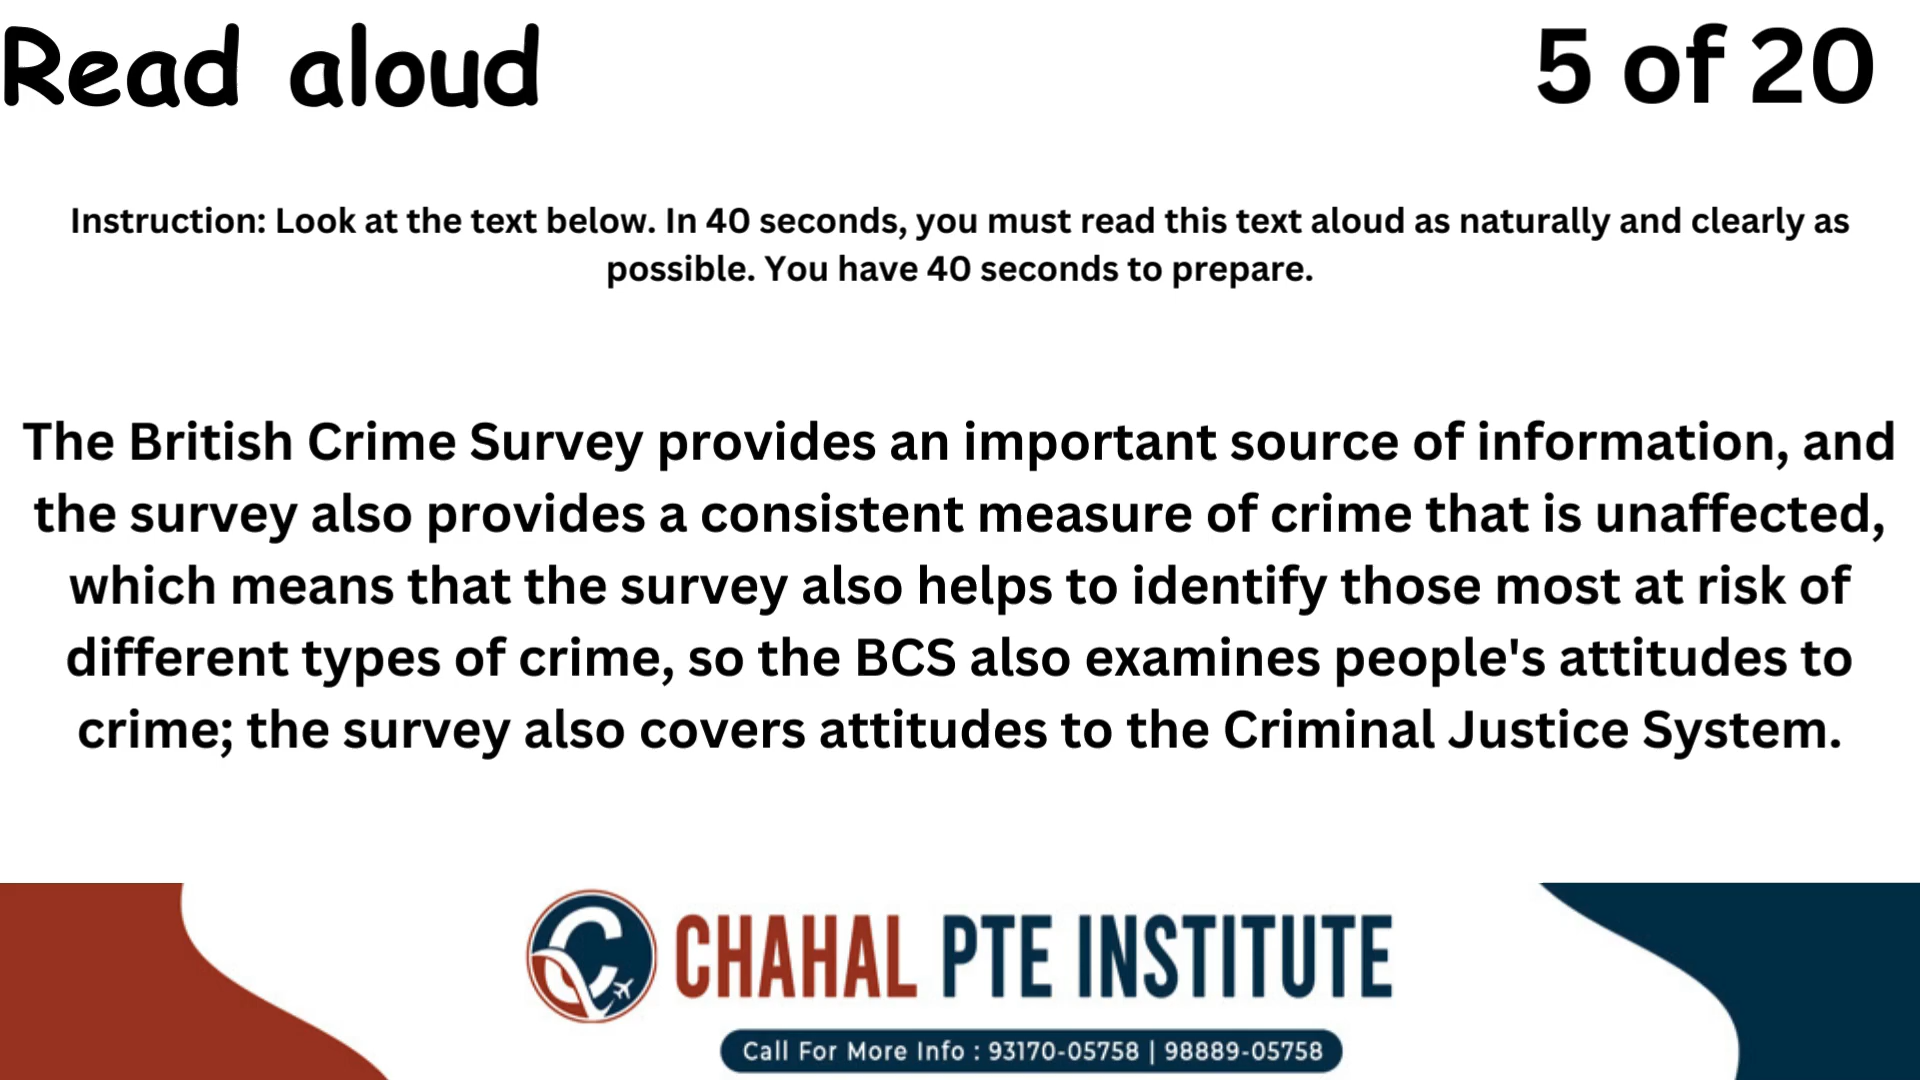 Read aloud
5 of 20
Instruction: Look at the text below. In 40 seconds, you must read this text aloud as naturally and clearly as
possible. You have 40 seconds to prepare.
The British Crime Survey provides an important source of information, and
the survey also provides a consistent measure of crime that is unaffected,
which means that the survey also helps to identify those most at risk of
different types of crime, so the BCS also examines people's attitudes to
crime; the survey also covers attitudes to the Criminal Justice System.
CHAHAL PTE INSTITUTE
Call For More Info : 93170-05758 | 98889-05758